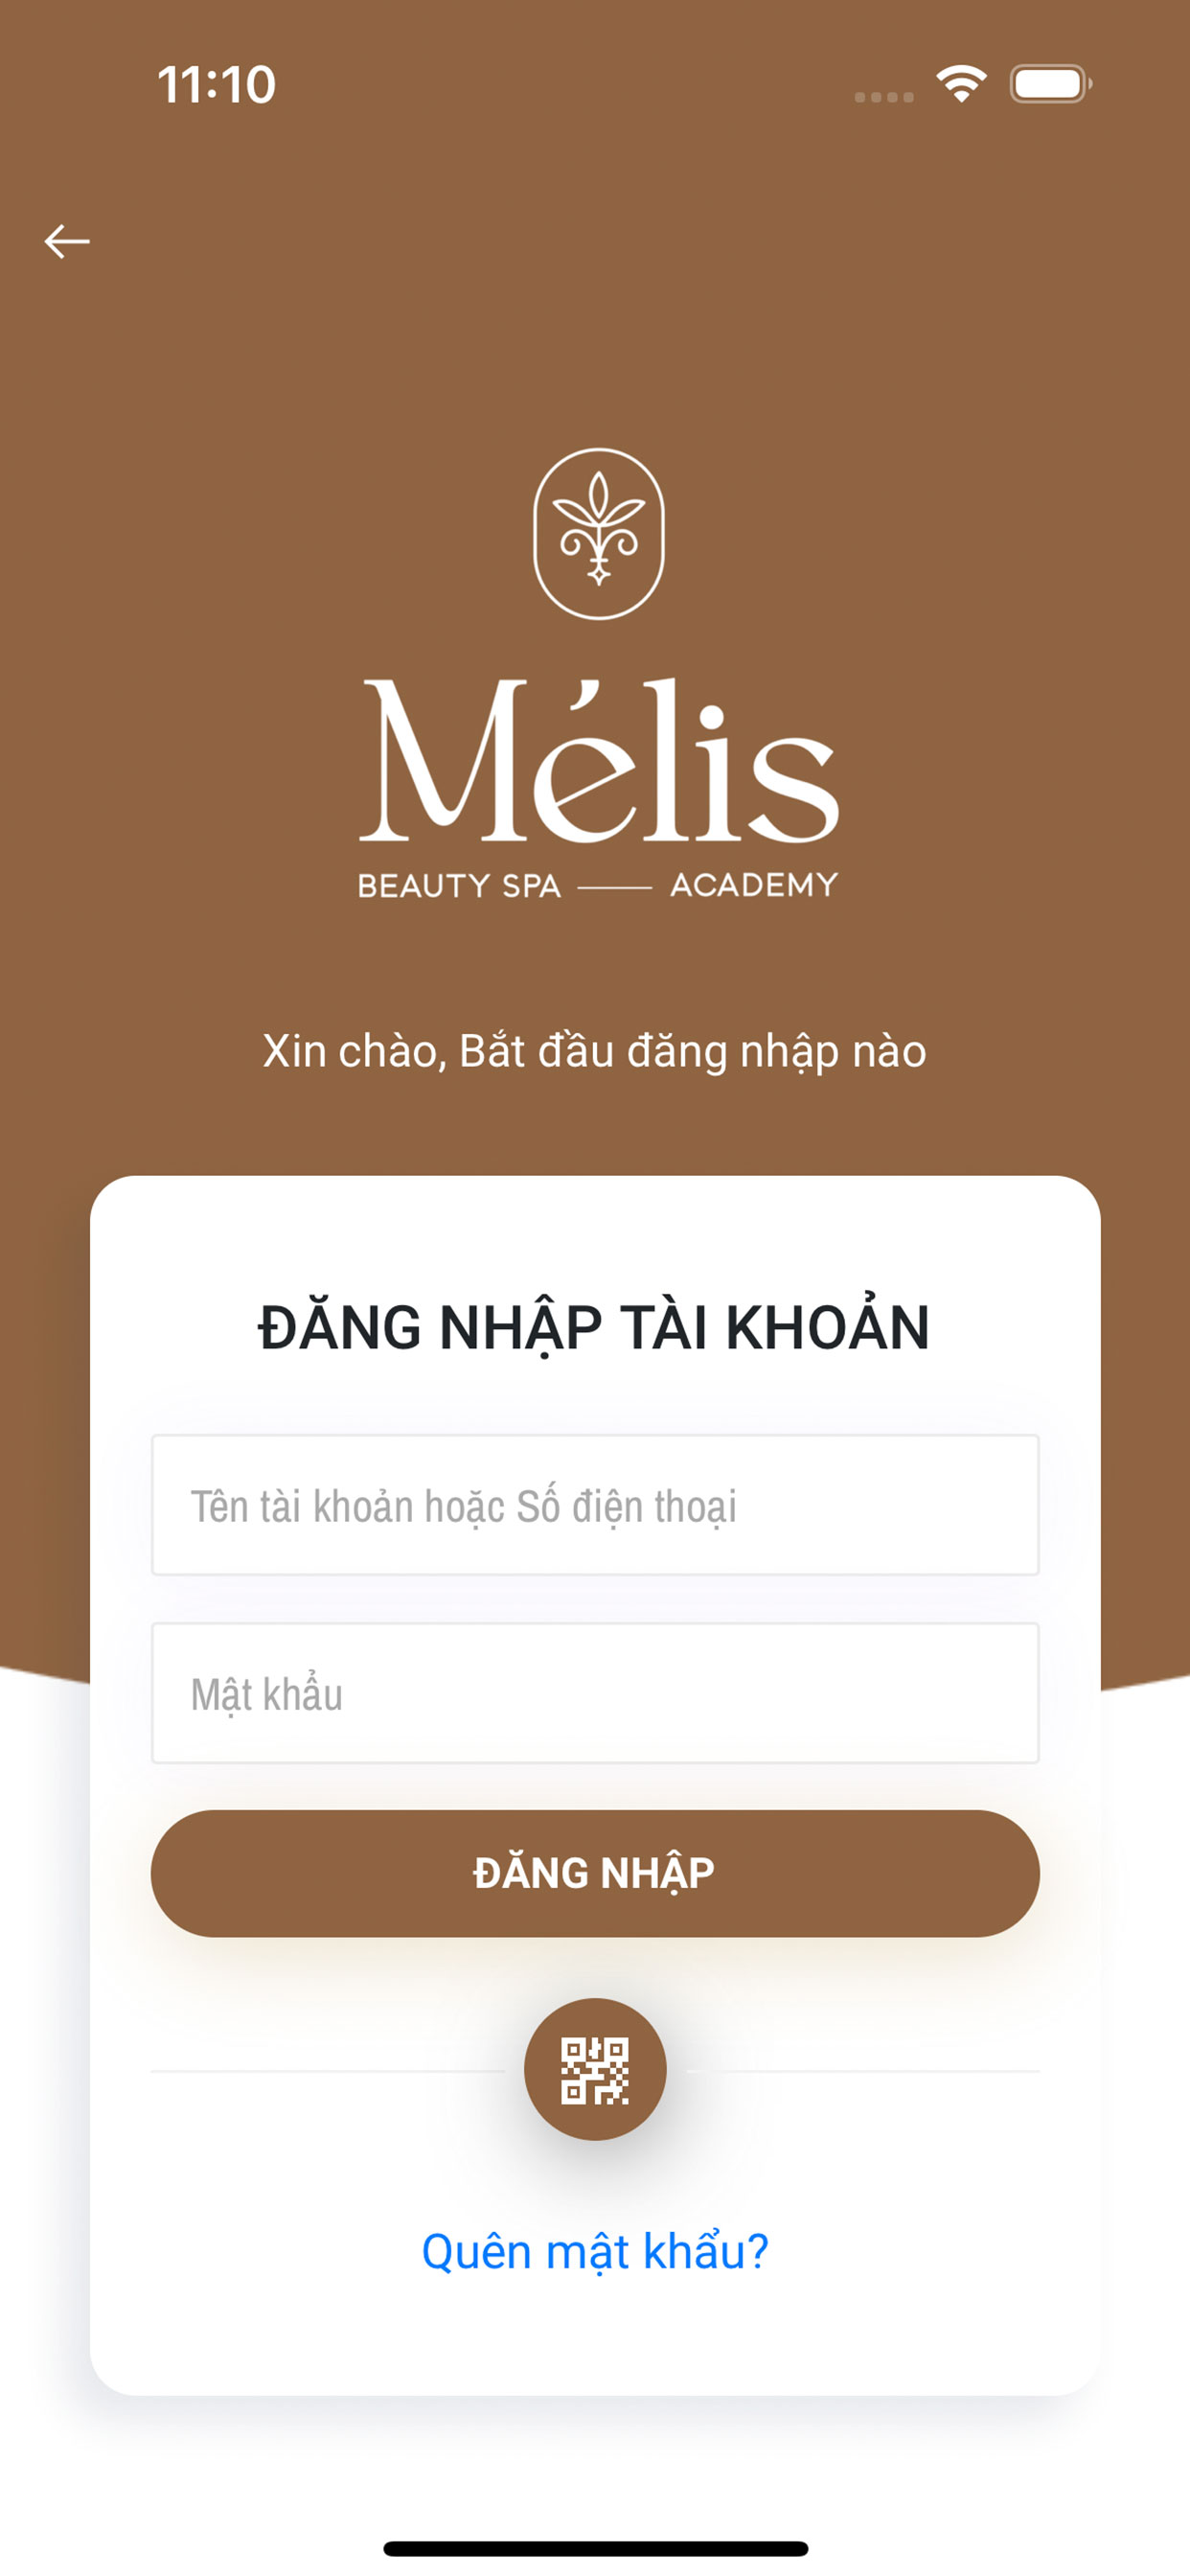 11:10
Mélis
BEAUTY SPA — ACADEMY
Xin chào, Bắt đầu đăng nhập nào
ĐĂNG NHẬP TÀI KHOẢN
Tên tài khoản hoặc Số điện thoại
Mật khẩu
ĐĂNG NHẬP
Quên mật khẩu?